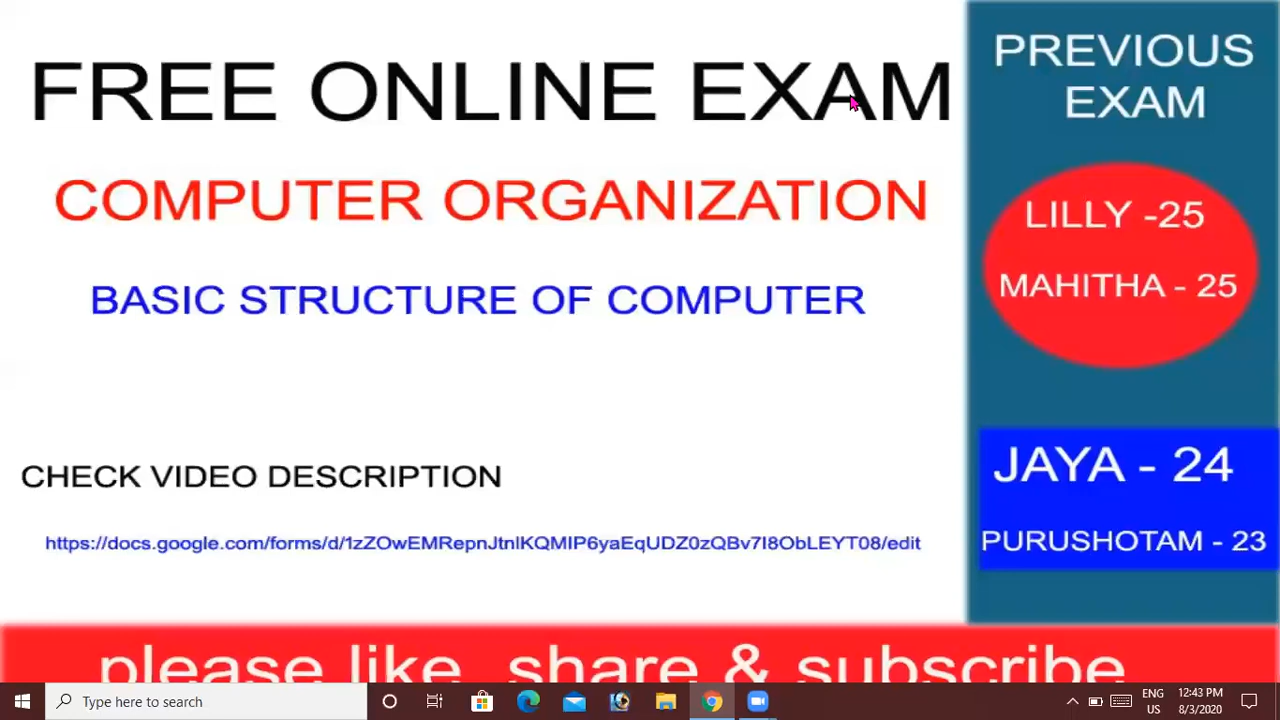 FREE ONLINE EXAM
COMPUTER ORGANIZATION
BASIC STRUCTURE OF COMPUTER
CHECK VIDEO DESCRIPTION
https://docs.google.com/forms/d/1zZOwEMRepnJtnlKQMIP6yaEqUDZ0zQBv7I8ObLEYT08/edit
PREVIOUS
EXAM
LILLY -25
MAHITHA - 25
JAYA - 24
PURUSHOTAM - 23
please like share & subscribe
Type here to search
ENG
US
12:43 PM
8/3/2020